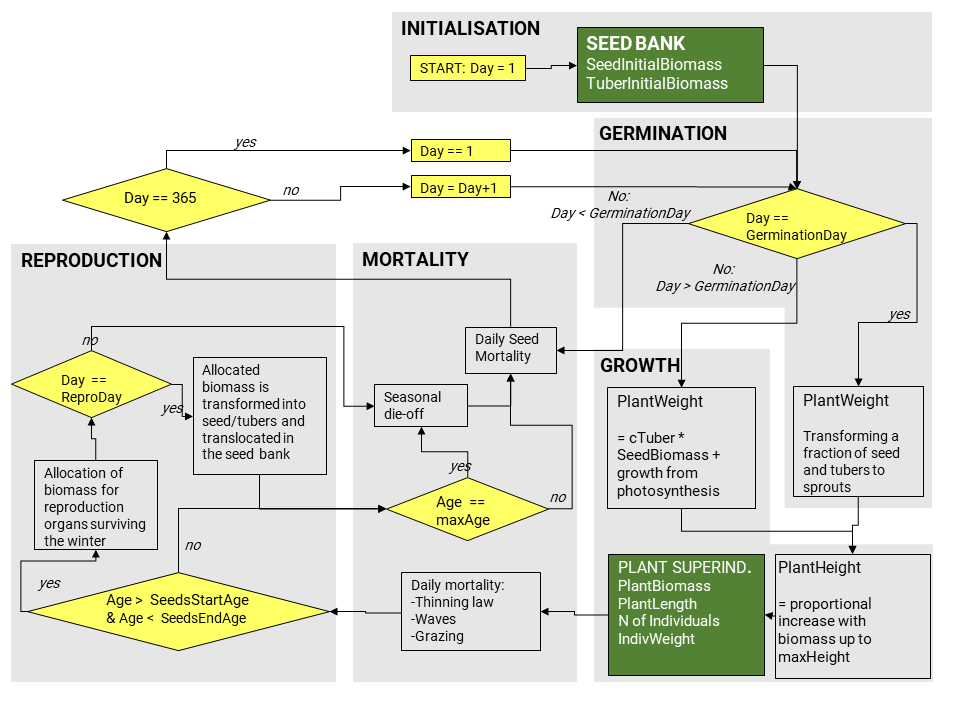 INITIALISATION
START: Day = 1
SEED BANK
SeedInitialBiomass
TuberInitialBiomass
GERMINATION
yes
Day == 1
Day == 365
no
Day = Day+1
No:
Day < GerminationDay
Day ==
GerminationDay
No:
Day > GerminationDay
yes
REPRODUCTION
no
Day ==
ReproDay
yes
Allocated
biomass is
transformed into
seed/tubers and
translocated in
the seed bank
Allocation of
biomass for
reproduction
organs surviving
the winter
no
yes
Age > SeedsStartAge
& Age < SeedsEndAge
MORTALITY
Daily Seed
Mortality
Seasonal
die-off
yes
Age ==
maxAge
no
Daily mortality:
-Thinning law
-Waves
-Grazing
GROWTH
PlantWeight
= cTuber *
SeedBiomass +
growth from
photosynthesis
PlantWeight
Transforming a
fraction of seed
and tubers to
sprouts
PLANT SUPERIND.
PlantBiomass
PlantLength
N of Individuals
IndivWeight
PlantHeight
= proportional
increase with
biomass up to
maxHeight